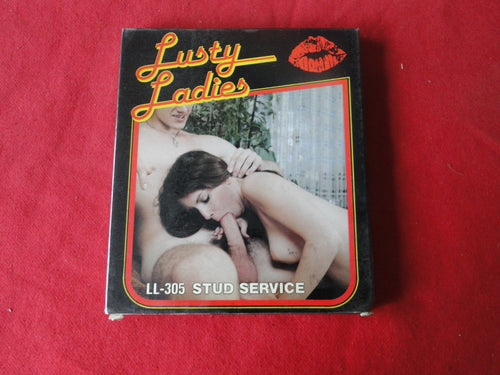 Lusty
Ladies
LL-305 STUD SERVICE